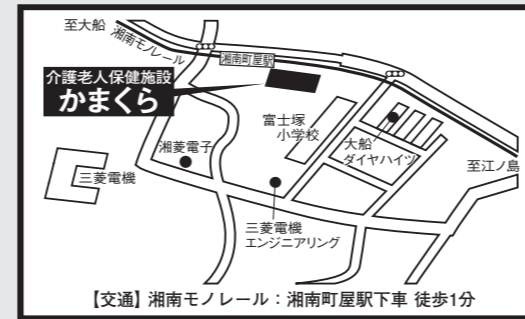 至大船
湘南モノレール
湘南町屋駅
介護老人保健施設
かまくら
富士塚
小学校
大船
ダイヤハイツ
湘菱電子
三菱電機
至江ノ島
三菱電機
エンジニアリング
【交通】湘南モノレール:湘南町屋駅下車 徒歩1分